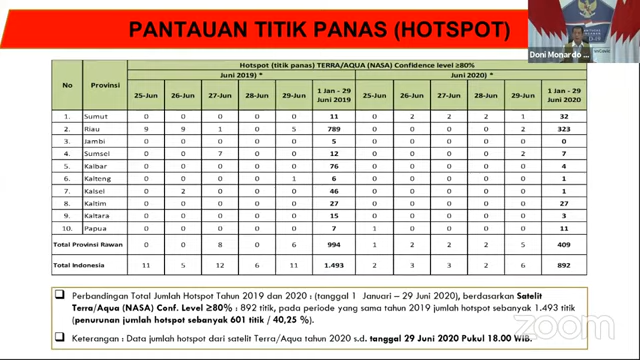 PANTAUAN TITIK PANAS (HOTSPOT)
Doni Monardo
No Provinsi Hotspot (titik panas) TERRA/AQUA (NASA) Confidence level ≥80%
Juni 2019) * Juni 2020) *
25-Jun 26-Jun 27-Jun 28-Jun 29-Jun 1 Jan - 29 Juni 2019 25-Jun 26-Jun 27-Jun 28-Jun 29-Jun 1 Jan - 29 Juni 2020
1. Sumut 0 0 0 0 0 11 0 2 2 2 1 32
2. Riau 9 9 1 0 5 789 0 0 0 0 2 323
3. Jambi 0 0 0 0 0 5 0 0 0 0 0 0
4. Sumsel 0 0 7 0 0 12 0 0 0 0 2 7
5. Kalbar 0 0 0 0 0 76 0 0 0 0 0 4
6. Kalteng 0 0 0 0 1 6 0 0 0 0 0 1
7. Kalsel 0 2 0 0 0 46 0 0 0 0 0 1
8. Kaltim 0 0 0 0 0 27 0 0 0 0 0 27
9. Kaltara 0 0 0 0 0 15 0 0 0 0 0 3
10. Papua 0 0 0 0 0 7 1 0 0 0 0 11
Total Provinsi Rawan 0 0 8 0 6 994 1 2 2 2 5 409
Total Indonesia 11 5 12 6 11 1.493 2 3 3 2 6 892
Perbandingan Total Jumlah Hotspot Tahun 2019 dan 2020 : (tanggal 1 Januari – 29 Juni 2020), berdasarkan Satelit
Terra/Aqua (NASA) Conf. Level ≥80% : 892 titik, pada periode yang sama tahun 2019 jumlah hotspot sebanyak 1.493 titik
(penurunan jumlah hotspot sebanyak 601 titik / 40,25 %).
Keterangan : Data jumlah hotspot dari satelit Terra/Aqua tahun 2020 s.d. tanggal 29 Juni 2020 Pukul 18.00 WIB.
zoom